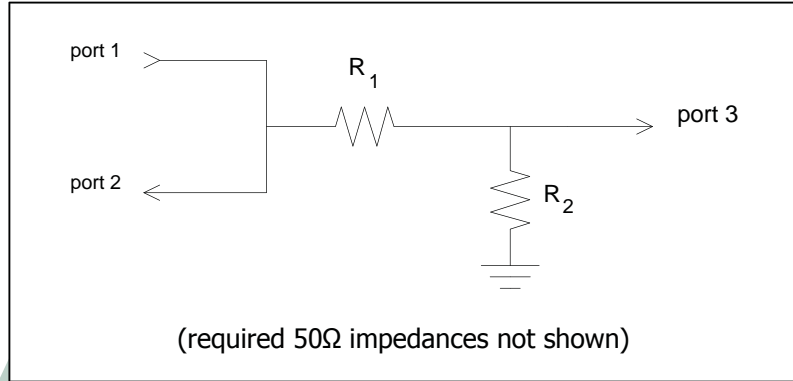 port 1
R1
port 3
port 2
R2
(required 50Ω impedances not shown)